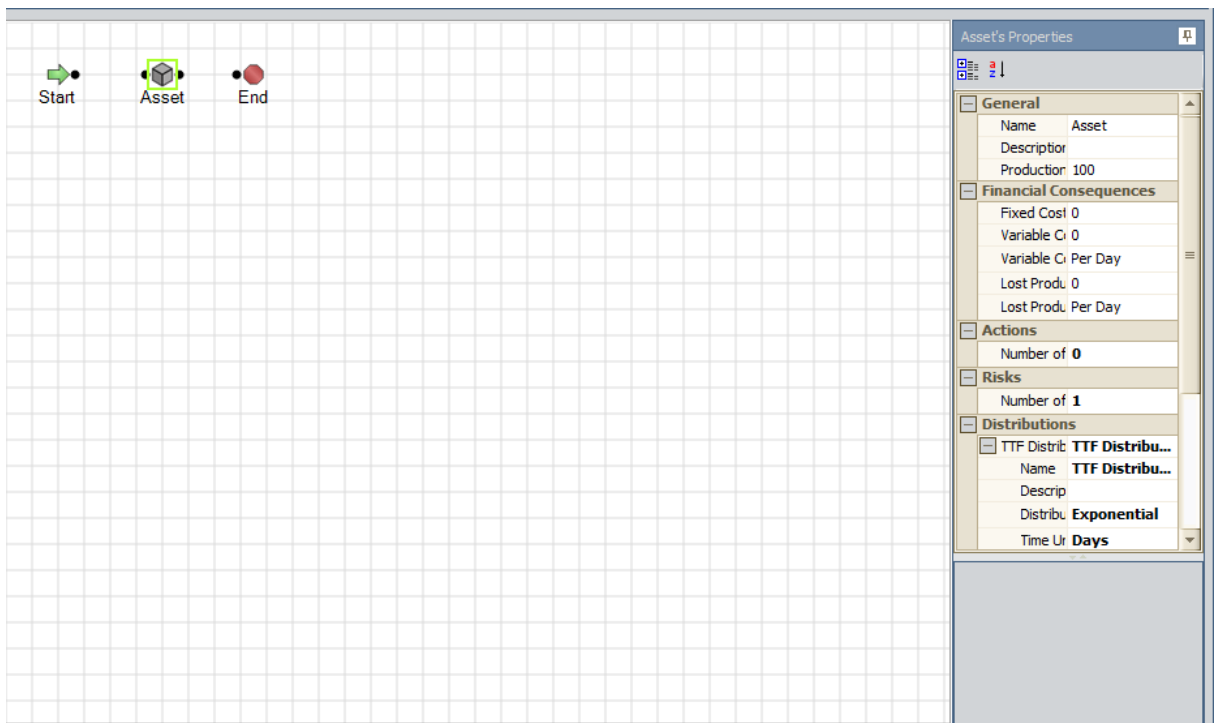 Start
Asset
End
Asset's Properties
General
Name Asset
Description
Production 100
Financial Consequences
Fixed Cost 0
Variable C 0
Variable C Per Day
Lost Produ 0
Lost Produ Per Day
Actions
Number of 0
Risks
Number of 1
Distributions
TTF Distrib TTF Distribu...
Name TTF Distribu...
Descrip
Distribu Exponential
Time Ur Days